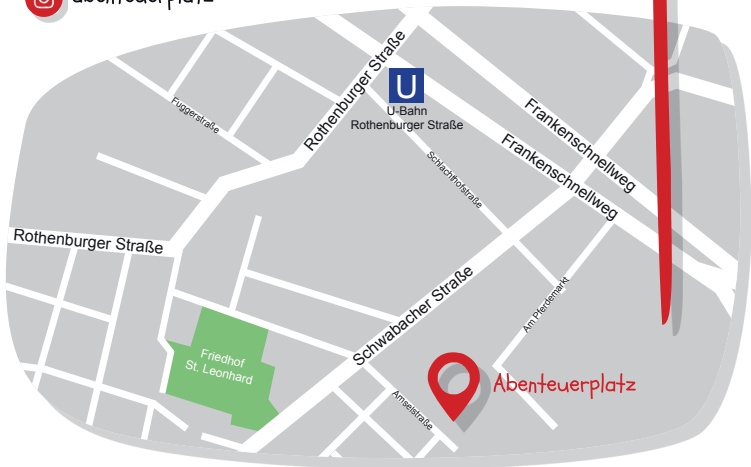 abenteuerplatz
Rothenburger Straße
U
U-Bahn
Rothenburger Straße
Fuggerstraße
Frankenschnellweg
Frankenschnellweg
Schlachthofstraße
Rothenburger Straße
Schwabacher Straße
Am Pferdemarkt
Friedhof
St. Leonhard
Abenteuerplatz
Amselstraße